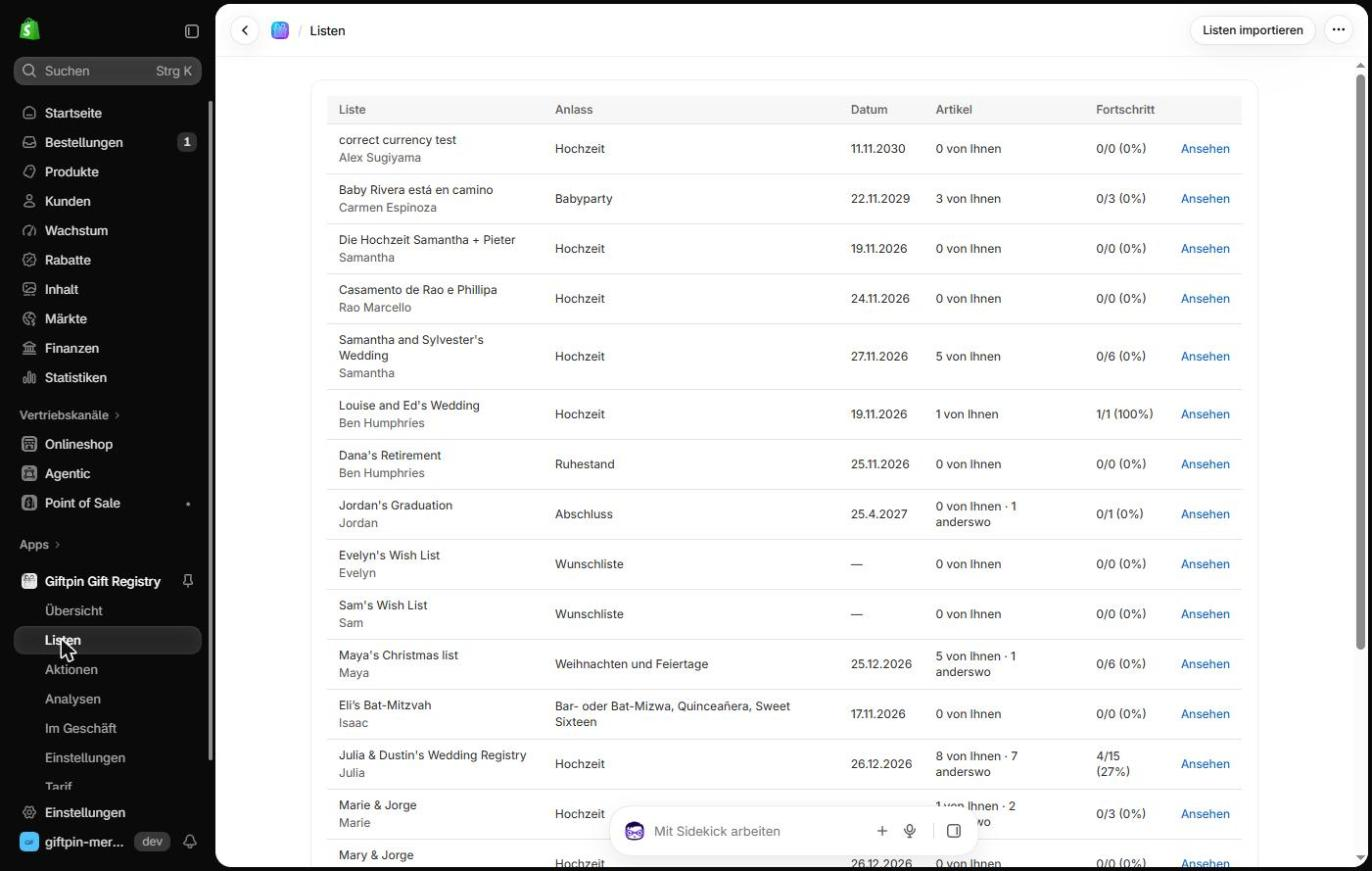 Listen
Listen importieren
Suchen Strg K
Startseite
Bestellungen 1
Produkte
Kunden
Wachstum
Rabatte
Inhalt
Märkte
Finanzen
Statistiken
Vertriebskanäle
Onlineshop
Agentic
Point of Sale
Apps
Giftpin Gift Registry
Übersicht
Listen
Aktionen
Analysen
Im Geschäft
Einstellungen
Tarif
Einstellungen
giftpin-mer... dev
Liste Anlass Datum Artikel Fortschritt
correct currency test
Alex Sugiyama
Hochzeit 11.11.2030 0 von Ihnen 0/0 (0%) Ansehen
Baby Rivera está en camino
Carmen Espinoza
Babyparty 22.11.2029 3 von Ihnen 0/3 (0%) Ansehen
Die Hochzeit Samantha + Pieter
Samantha
Hochzeit 19.11.2026 0 von Ihnen 0/0 (0%) Ansehen
Casamento de Rao e Phillipa
Rao Marcello
Hochzeit 24.11.2026 0 von Ihnen 0/0 (0%) Ansehen
Samantha and Sylvester's
Wedding
Samantha
Hochzeit 27.11.2026 5 von Ihnen 0/6 (0%) Ansehen
Louise and Ed's Wedding
Ben Humphries
Hochzeit 19.11.2026 1 von Ihnen 1/1 (100%) Ansehen
Dana's Retirement
Ben Humphries
Ruhestand 25.11.2026 0 von Ihnen 0/0 (0%) Ansehen
Jordan's Graduation
Jordan
Abschluss 25.4.2027 0 von Ihnen · 1
anderswo
0/1 (0%) Ansehen
Evelyn's Wish List
Evelyn
Wunschliste — 0 von Ihnen 0/0 (0%) Ansehen
Sam's Wish List
Sam
Wunschliste — 0 von Ihnen 0/0 (0%) Ansehen
Maya's Christmas list
Maya
Weihnachten und Feiertage 25.12.2026 5 von Ihnen · 1
anderswo
0/6 (0%) Ansehen
Eli's Bat-Mitzvah
Isaac
Bar- oder Bat-Mizwa, Quinceañera, Sweet
Sixteen
17.11.2026 0 von Ihnen 0/0 (0%) Ansehen
Julia & Dustin's Wedding Registry
Julia
Hochzeit 26.12.2026 8 von Ihnen · 7
anderswo
4/15
(27%)
Ansehen
Marie & Jorge
Marie
Hochzeit 1 von Ihnen · 2
0/3 (0%) Ansehen
Mary & Jorge
Hochzeit 26.12.2026 0 von Ihnen 0/0 (0%) Ansehen
Mit Sidekick arbeiten